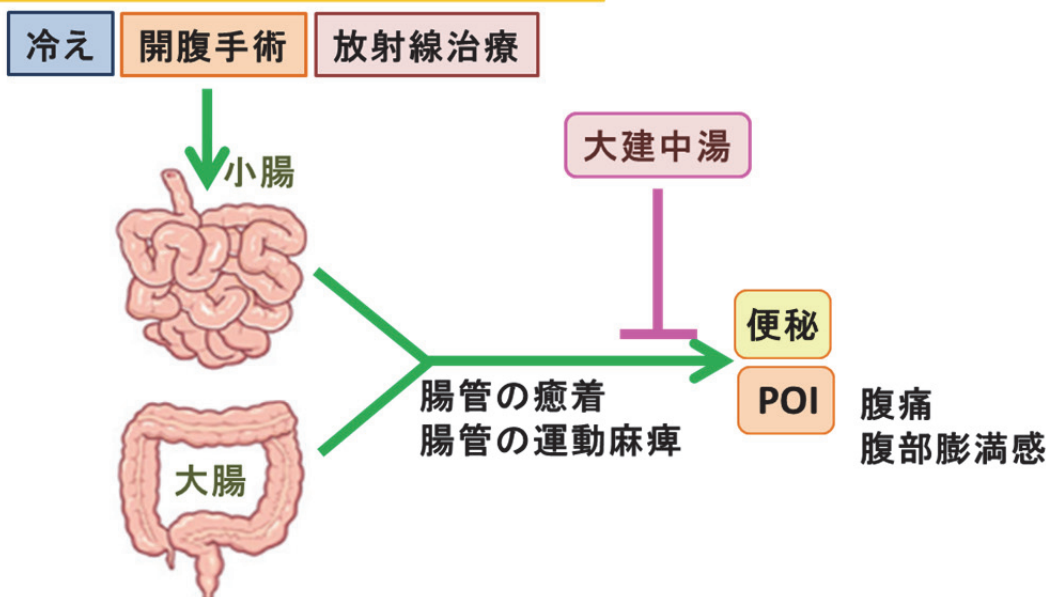 冷え
開腹手術
放射線治療
小腸
大建中湯
便秘
腸管の癒着
腸管の運動麻痺
POI
腹痛
腹部膨満感
大腸